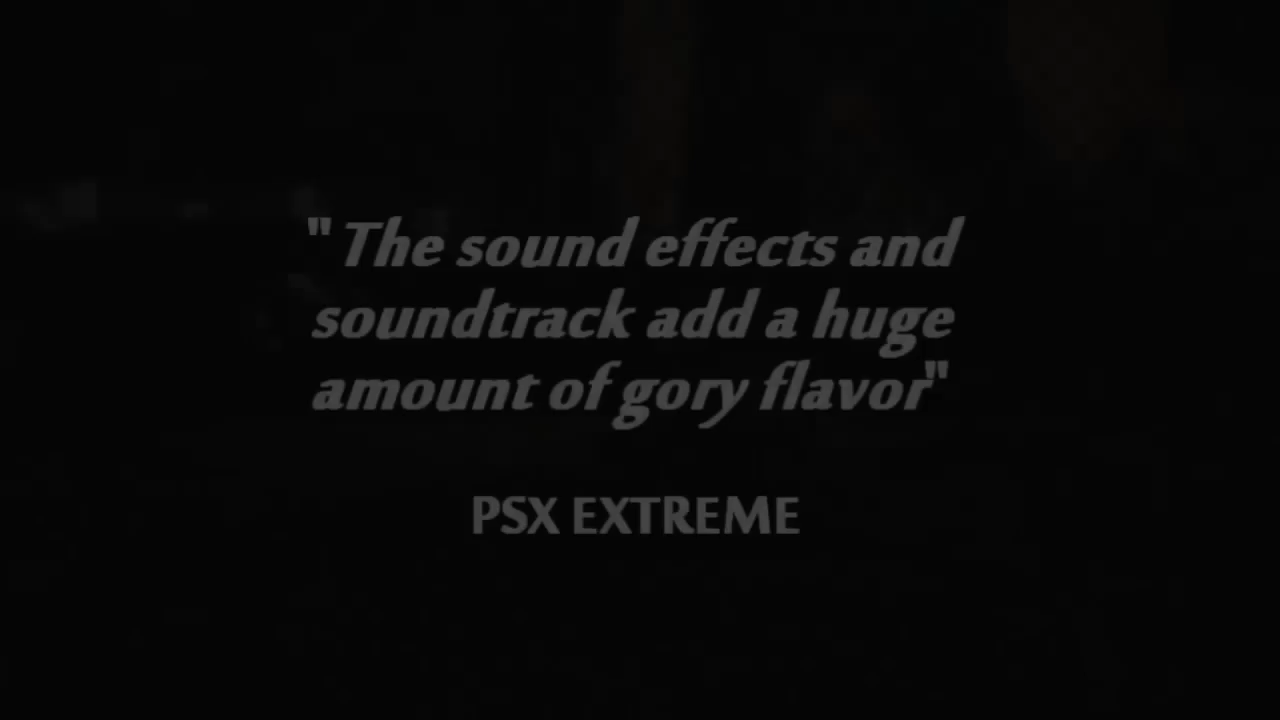 " The sound effects and
soundtrack add a huge
amount of gory flavor"
PSX EXTREME